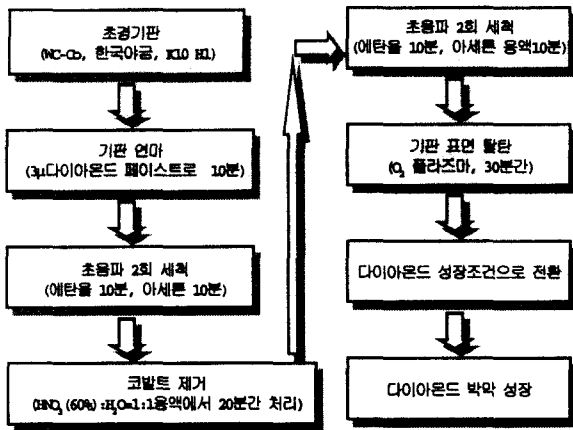 초경기판
(WC-Co, 한국야금, K10 H1)
기판 연마
(3μ다이아몬드 페이스트로 10분)
초음파 2회 세척
(에탄올 10분, 아세톤 10분)
코발트 제거
(HNO₃(60%):H₂O=1:1용액에서 20분간 처리)
초음파 2회 세척
(에탄올 10분, 아세톤 용액10분)
기판 표면 탈탄
(O₂ 플라즈마, 30분간)
다이아몬드 성장조건으로 전환
다이아몬드 박막 성장